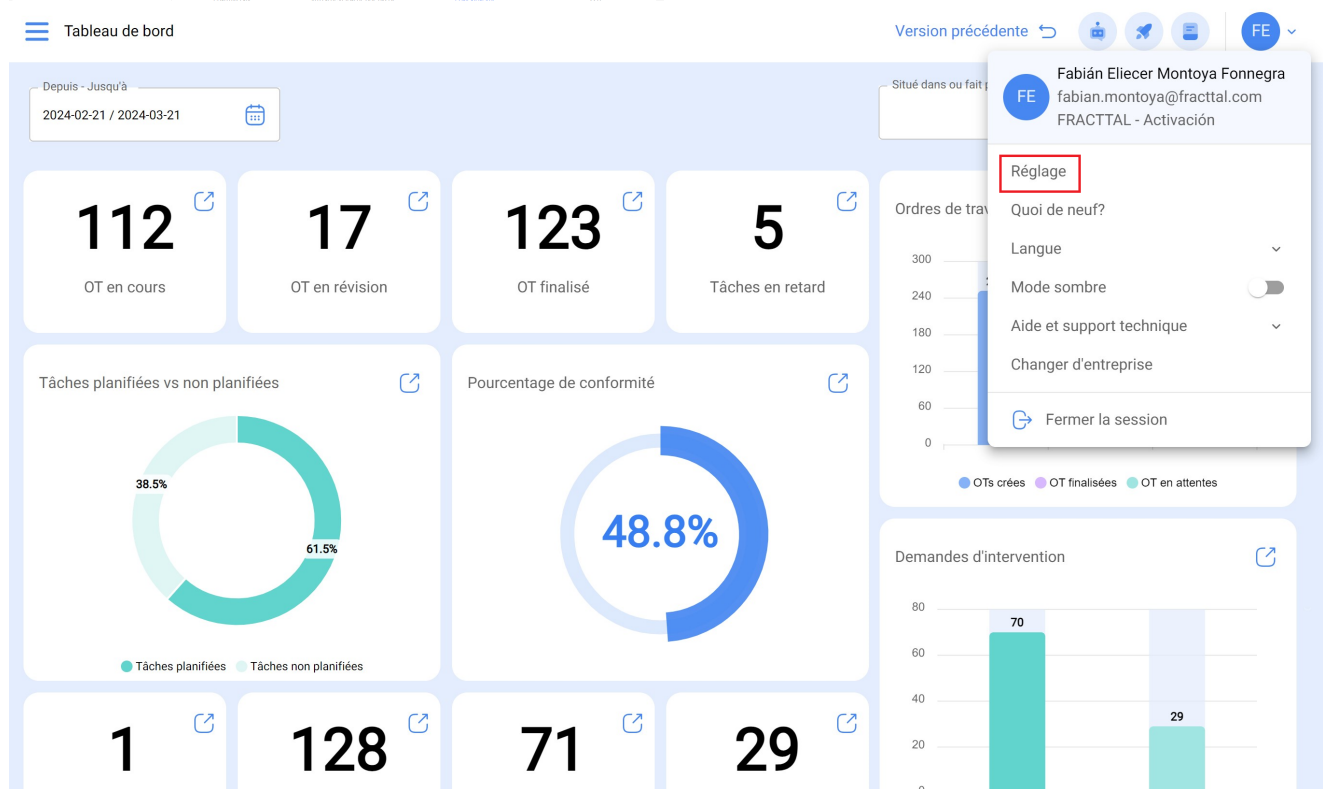 Tableau de bord
Version précédente
FE
Fabián Eliecer Montoya Fonnegra
FE
fabian.montoya@fracttal.com
FRACTTAL - Activación
Depuis - Jusqu'à
2024-02-21 / 2024-03-21
Situé dans ou fait
Réglage
Quoi de neuf?
Langue
Mode sombre
Aide et support technique
Changer d'entreprise
Fermer la session
112
OT en cours
17
OT en révision
123
OT finalisé
5
Tâches en retard
Ordres de
300
240
180
120
60
0
OTs crées
OT finalisées
OT en attentes
Tâches planifiées vs non planifiées
38.5%
61.5%
Tâches planifiées
Tâches non planifiées
Pourcentage de conformité
48.8%
Demandes d'intervention
80
60
40
20
70
29
1
128
71
29